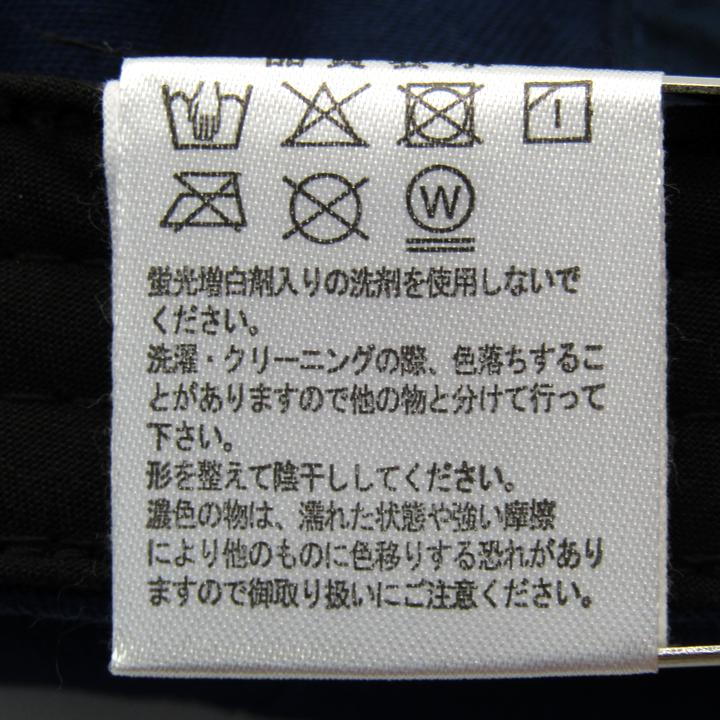 W
蛍光増白剤入りの洗剤を使用しないで
ください。
洗濯・クリーニングの際、色落ちするこ
とがありますので他の物と分けて行って
下さい。
形を整えて陰干ししてください。
濃色の物は、濡れた状態や強い摩擦
により他のものに色移りする恐れがあり
ますので御取り扱いにご注意ください。